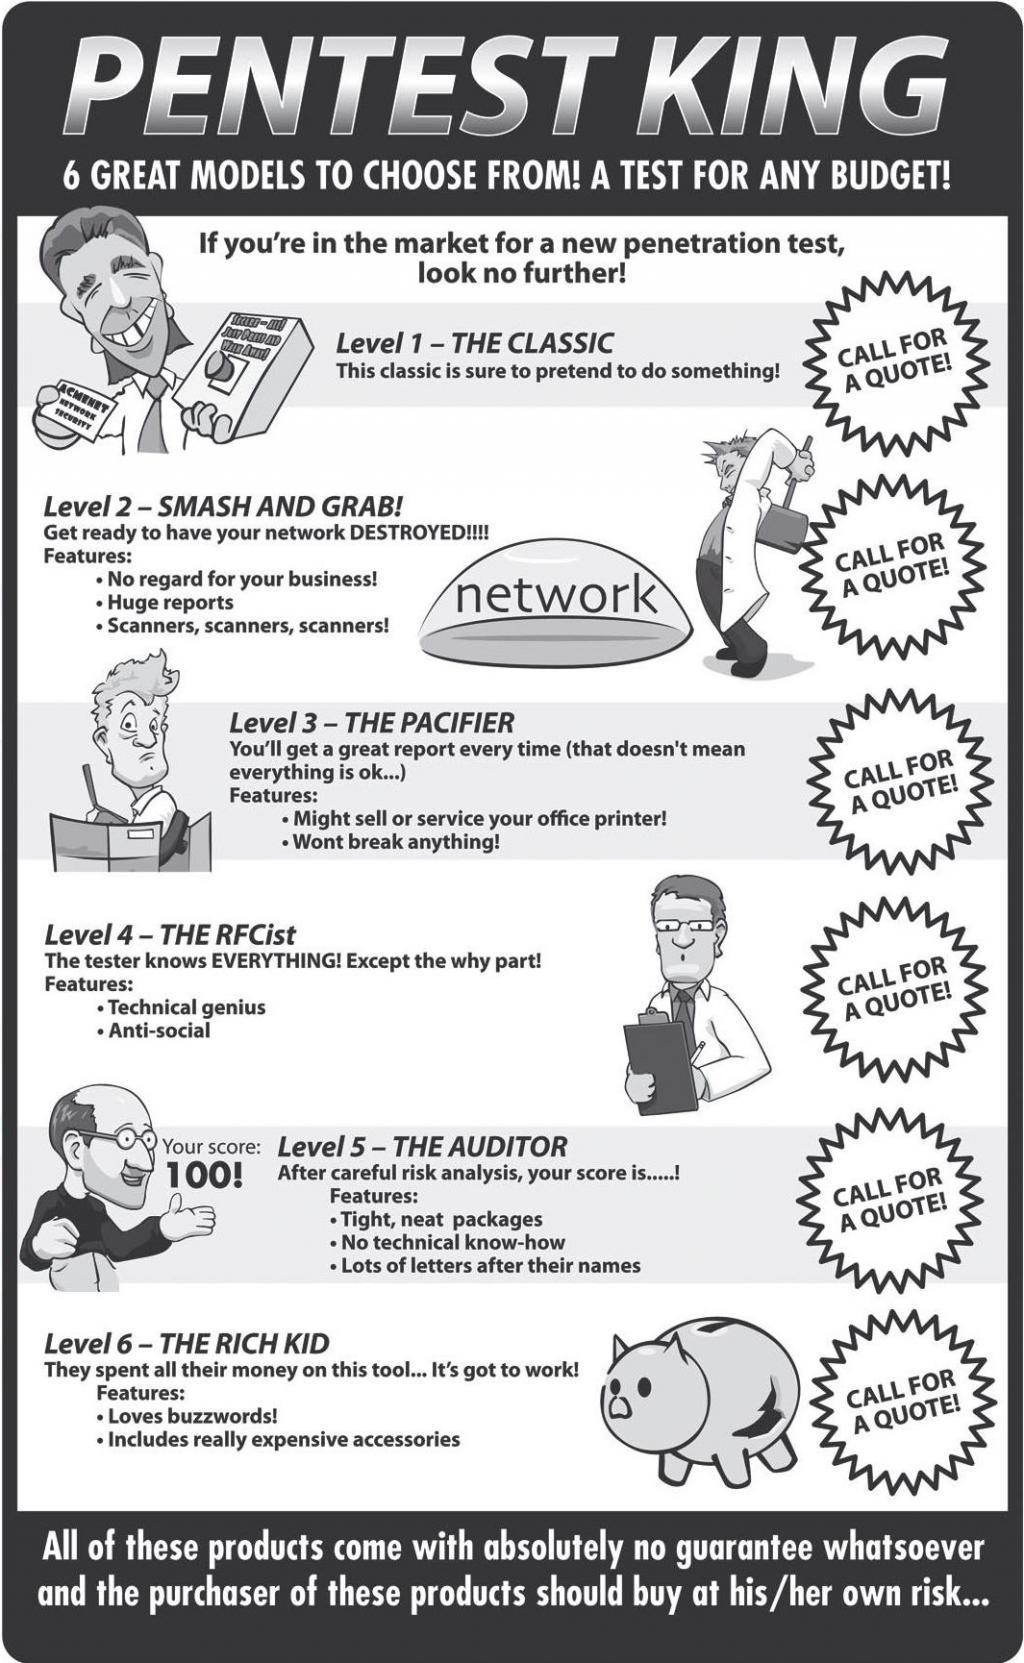 PENTEST KING
6 GREAT MODELS TO CHOOSE FROM! A TEST FOR ANY BUDGET!
If you're in the market for a new penetration test,
look no further!
Level 1 – THE CLASSIC
This classic is sure to pretend to do something!
CALL FOR
A QUOTE!
ACMENET
NETWORK
SECURITY
Just Press and
Walk Away!
Level 2 – SMASH AND GRAB!
Get ready to have your network DESTROYED!!!!
Features:
• No regard for your business!
• Huge reports
• Scanners, scanners, scanners!
network
CALL FOR
A QUOTE!
Level 3 – THE PACIFIER
You'll get a great report every time (that doesn't mean
everything is ok...)
Features:
• Might sell or service your office printer!
• Wont break anything!
CALL FOR
A QUOTE!
Level 4 – THE RFCist
The tester knows EVERYTHING! Except the why part!
Features:
• Technical genius
• Anti-social
CALL FOR
A QUOTE!
Your score:
100!
Level 5 – THE AUDITOR
After careful risk analysis, your score is.....!
Features:
• Tight, neat packages
• No technical know-how
• Lots of letters after their names
CALL FOR
A QUOTE!
Level 6 – THE RICH KID
They spent all their money on this tool... It's got to work!
Features:
• Loves buzzwords!
• Includes really expensive accessories
CALL FOR
A QUOTE!
All of these products come with absolutely no guarantee whatsoever
and the purchaser of these products should buy at his/her own risk...